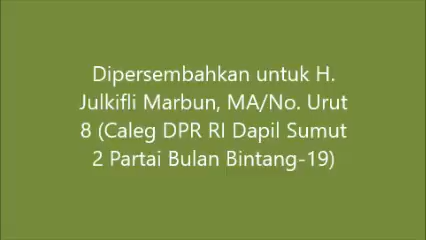 Dipersembahkan untuk H.
Julkifli Marbun, MA/No. Urut
8 (Caleg DPR RI Dapil Sumut
2 Partai Bulan Bintang-19)